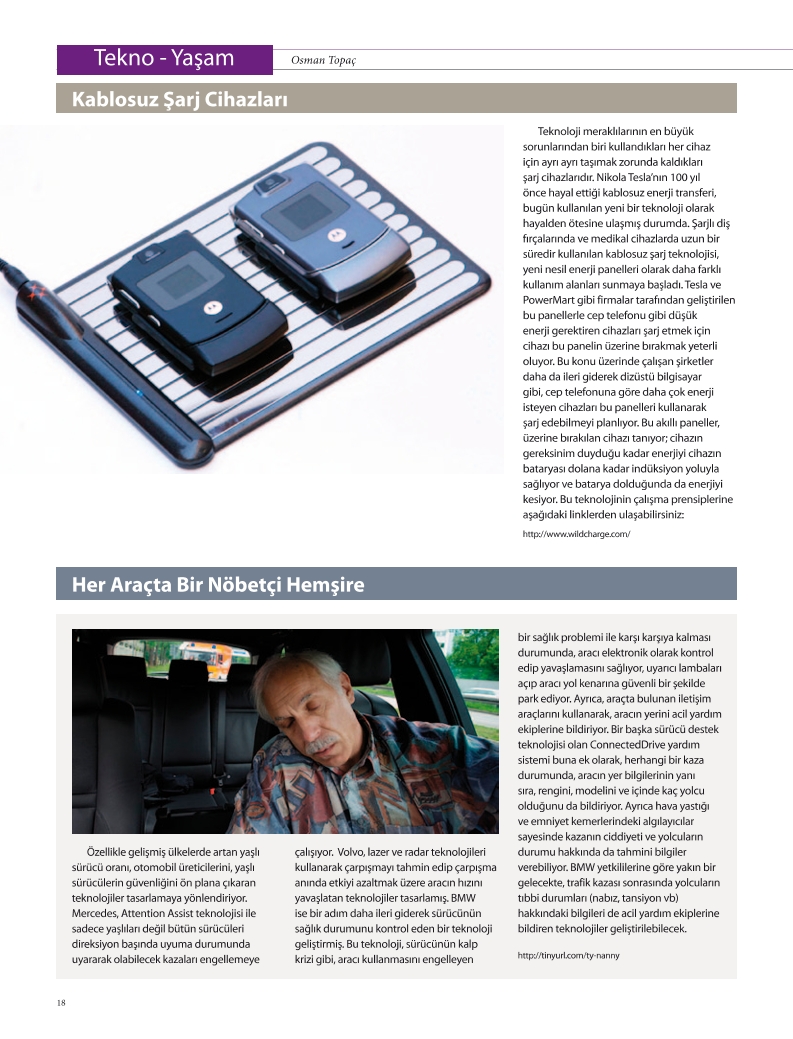 Tekno - Yaşam
Osman Topaç
Kablosuz Şarj Cihazları
Teknoloji meraklılarının en büyük
sorunlarından biri kullandıkları her cihaz
için ayrı ayrı taşımak zorunda kaldıkları
şarj cihazlarıdır. Nikola Tesla’nın 100 yıl
önce hayal ettiği kablosuz enerji transferi,
bugün kullanılan yeni bir teknoloji olarak
hayalden ötesine ulaşmış durumda. Şarjlı diş
fırçalarında ve medikal cihazlarda uzun bir
süredir kullanılan kablosuz şarj teknolojisi,
yeni nesil enerji panelleri olarak daha farklı
kullanım alanları sunmaya başladı. Tesla ve
PowerMart gibi firmalar tarafından geliştirilen
bu panellerle cep telefonu gibi düşük
enerji gerektiren cihazları şarj etmek için
cihazı bu panelin üzerine bırakmak yeterli
oluyor. Bu konu üzerinde çalışan şirketler
daha da ileri giderek dizüstü bilgisayar
gibi, cep telefonuna göre daha çok enerji
isteyen cihazları bu panelleri kullanarak
şarj edebilmeyi planlıyor. Bu akıllı paneller,
üzerine bırakılan cihazı tanıyor; cihazın
gereksinim duyduğu kadar enerjiyi cihazın
bataryası dolana kadar indüksiyon yoluyla
sağlıyor ve batarya dolduğunda da enerjiyi
kesiyor. Bu teknolojinin çalışma prensiplerine
aşağıdaki linklerden ulaşabilirsiniz:
http://www.wildcharge.com/
Her Araçta Bir Nöbetçi Hemşire
Özellikle gelişmiş ülkelerde artan yaşlı
sürücü oranı, otomobil üreticilerini, yaşlı
sürücülerin güvenliğini ön plana çıkaran
teknolojiler tasarlamaya yönlendiriyor.
Mercedes, Attention Assist teknolojisi ile
sadece yaşlıları değil bütün sürücüleri
direksiyon başında uyuma durumunda
uyararak olabilecek kazaları engellemeye
çalışıyor.  Volvo, lazer ve radar teknolojileri
kullanarak çarpışmayı tahmin edip çarpışma
anında etkiyi azaltmak üzere aracın hızını
yavaşlatan teknolojiler tasarlamış. BMW
ise bir adım daha ileri giderek sürücünün
sağlık durumunu kontrol eden bir teknoloji
geliştirmiş. Bu teknoloji, sürücünün kalp
krizi gibi, aracı kullanmasını engelleyen
bir sağlık problemi ile karşı karşıya kalması
durumunda, aracı elektronik olarak kontrol
edip yavaşlamasını sağlıyor, uyarıcı lambaları
açıp aracı yol kenarına güvenli bir şekilde
park ediyor. Ayrıca, araçta bulunan iletişim
araçlarını kullanarak, aracın yerini acil yardım
ekiplerine bildiriyor. Bir başka sürücü destek
teknolojisi olan ConnectedDrive yardım
sistemi buna ek olarak, herhangi bir kaza
durumunda, aracın yer bilgilerinin yanı
sıra, rengini, modelini ve içinde kaç yolcu
olduğunu da bildiriyor. Ayrıca hava yastığı
ve emniyet kemerlerindeki algılayıcılar
sayesinde kazanın ciddiyeti ve yolcuların
durumu hakkında da tahmini bilgiler
verebiliyor. BMW yetkililerine göre yakın bir
gelecekte, trafik kazası sonrasında yolcuların
tıbbi durumları (nabız, tansiyon vb)
hakkındaki bilgileri de acil yardım ekiplerine
bildiren teknolojiler geliştirilebilecek.
http://tinyurl.com/ty-nanny
18